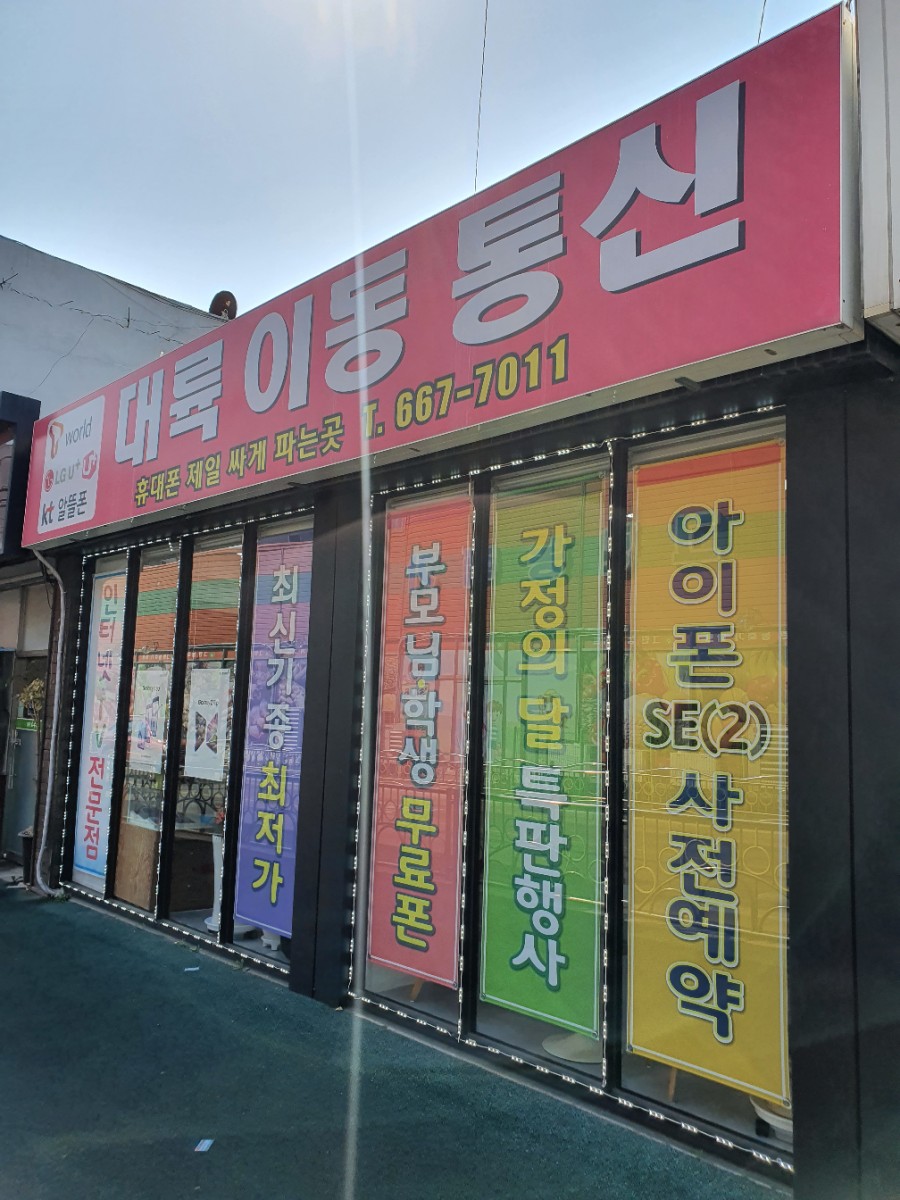 대륙 이동 통신
휴대폰 제일 싸게 파는곳 T. 667-7011
T world
LG U+ U+
kt 알뜰폰
인터넷 TV 전문점
최신기종 최저가
부모님·학생 무료폰
가정의 달 특판행사
아이폰 SE(2) 사전예약